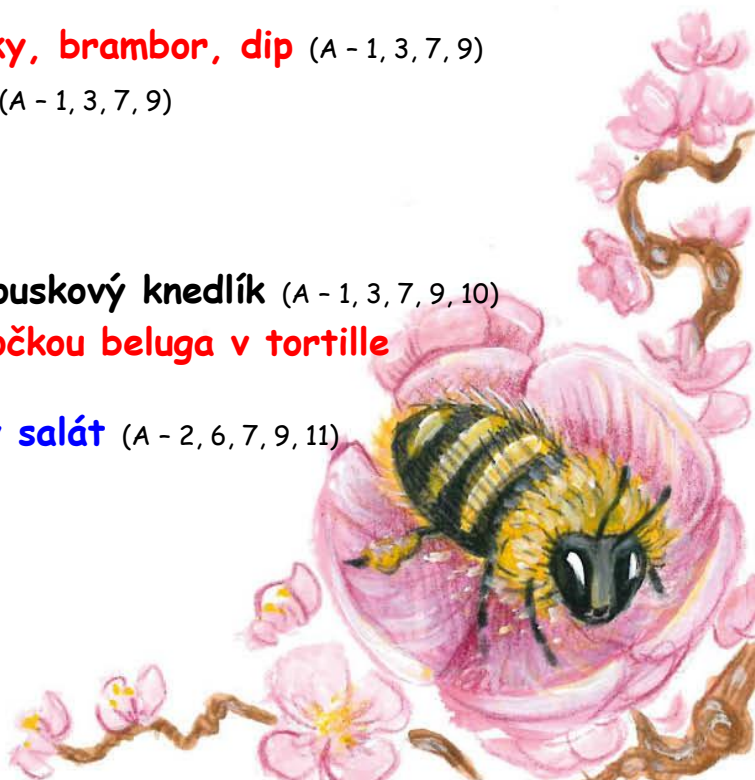 ky, brambor, dip (A – 1, 3, 7, 9)
(A – 1, 3, 7, 9)
ouskový knedlík (A – 1, 3, 7, 9, 10)
očkou beluga v tortille
salát (A – 2, 6, 7, 9, 11)